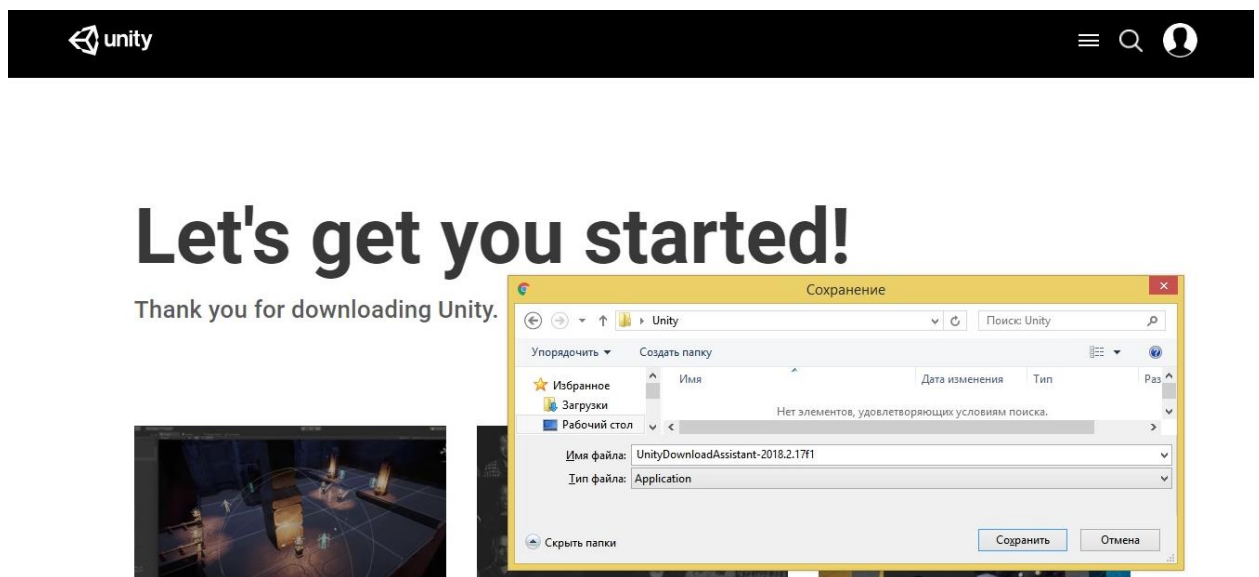 unity
Let's get you started!
Thank you for downloading Unity.
Сохранение
Unity
Поиск: Unity
Упорядочить
Создать папку
Избранное
Загрузки
Рабочий стол
Имя
Дата изменения
Тип
Раз
Нет элементов, удовлетворяющих условиям поиска.
Имя файла: UnityDownloadAssistant-2018.2.17f1
Тип файла: Application
Скрыть папки
Сохранить
Отмена